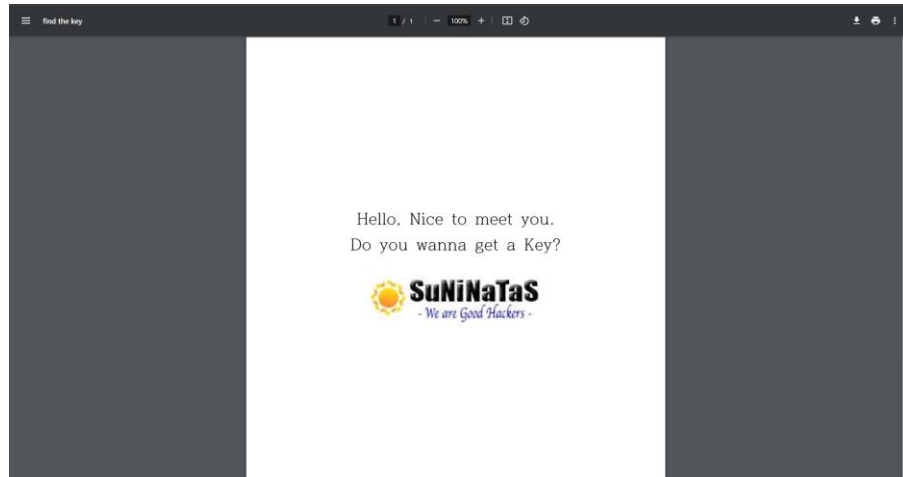 find the key
1 / 1
100%
Hello, Nice to meet you.
Do you wanna get a Key?
SuNiNaTaS
- We are Good Hackers -